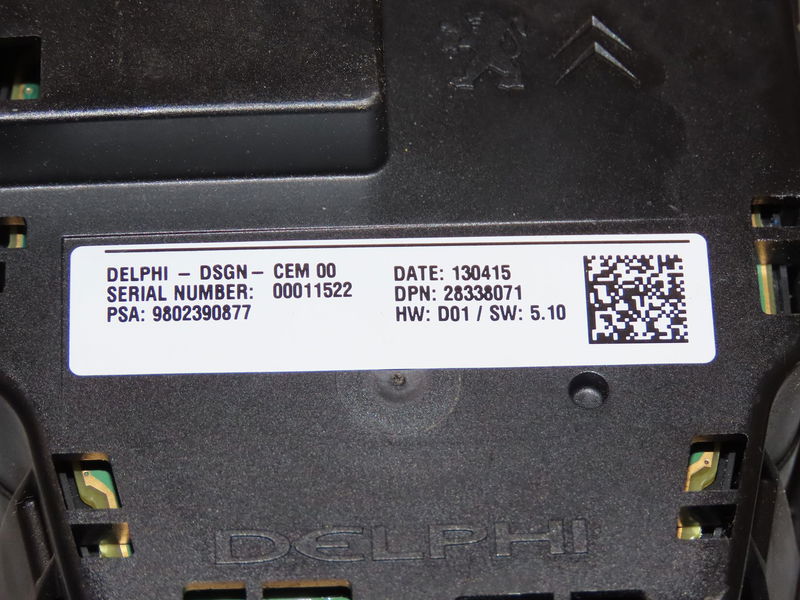 DELPHI - DSGN - CEM 00
SERIAL NUMBER: 00011522
PSA: 9802390877
DATE: 130415
DPN: 28338071
HW: D01 / SW: 5.10
DELPHI